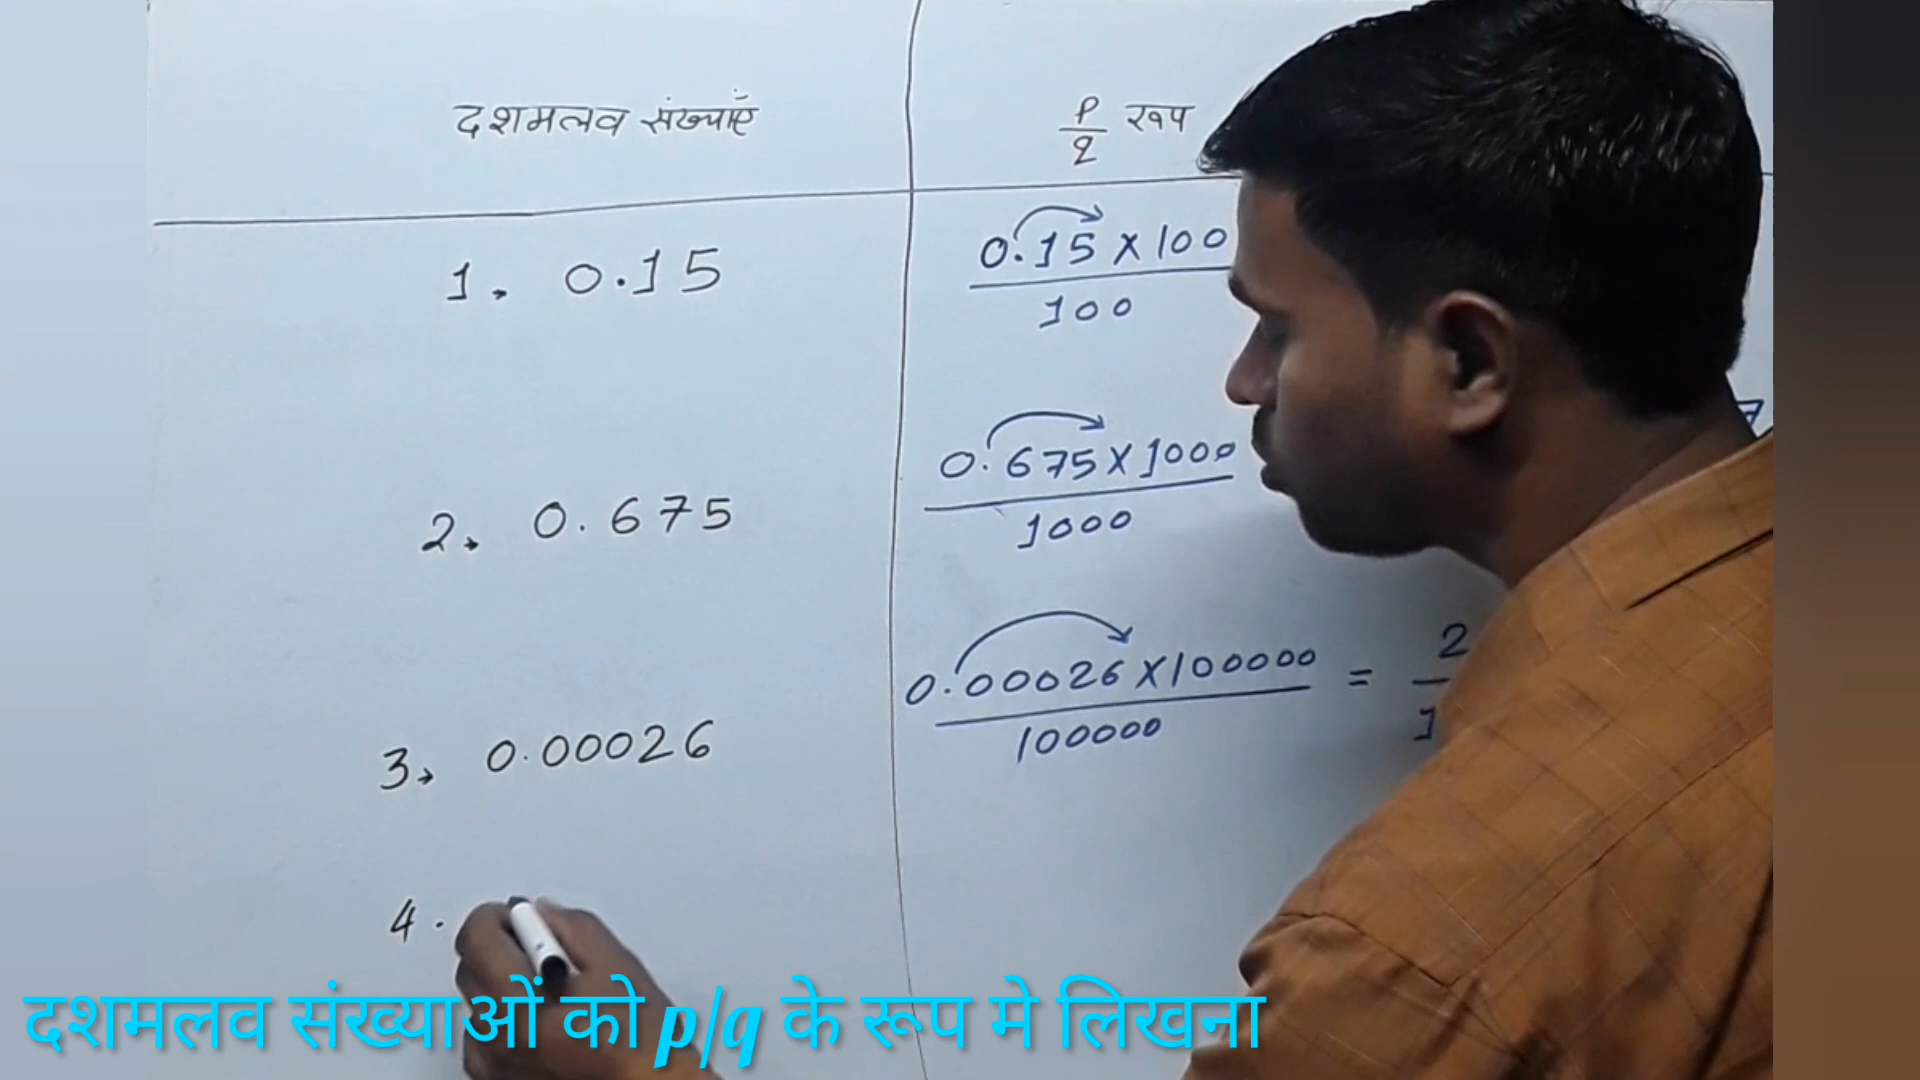 दशमलव संख्याएँ
p/q रूप
1. 0.15
0.15 X 100
100
2. 0.675
0.675 X 1000
1000
3. 0.00026
0.00026 X 100000 = 2
100000 1
4.
दशमलव संख्याओं को p/q के रूप मे लिखना